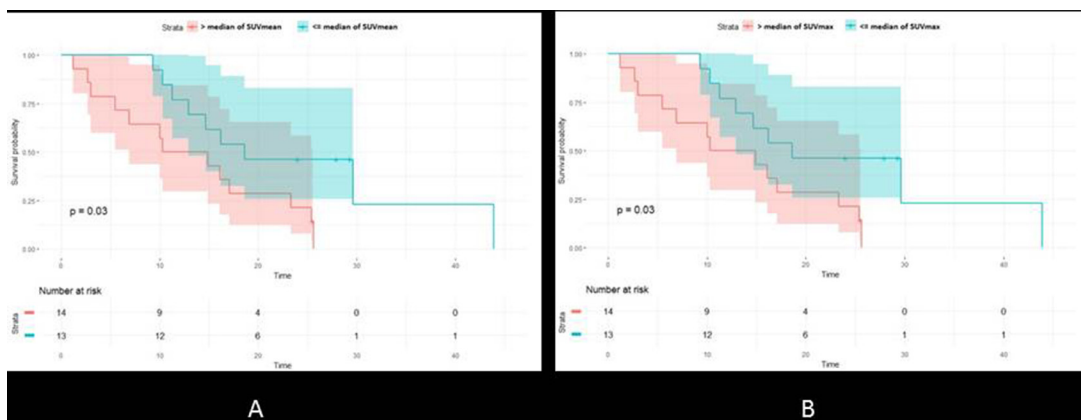 Strata > median of SUVmean <= median of SUVmean
1.00
0.75
0.50
0.25
0.00
Survival probability
p = 0.03
0 10 20 30 40
Time
Number at risk
Strata
14 9 4 0 0
13 12 6 1 1
0 10 20 30 40
Time
A
Strata > median of SUVmax <= median of SUVmax
1.00
0.75
0.50
0.25
0.00
Survival probability
p = 0.03
0 10 20 30 40
Time
Number at risk
Strata
14 9 4 0 0
13 12 6 1 1
0 10 20 30 40
Time
B